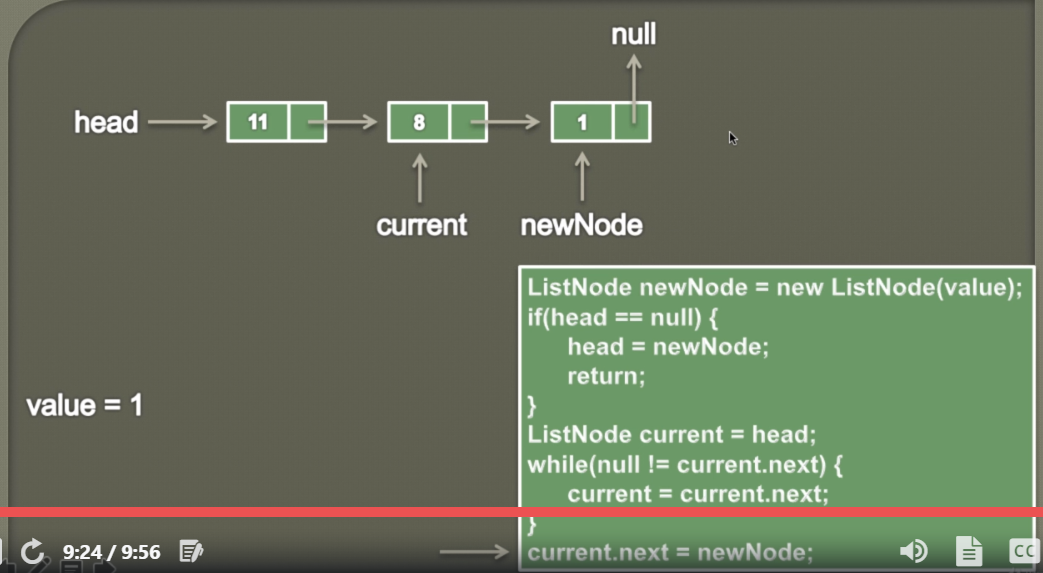 null
head
11
8
1
current
newNode
ListNode newNode = new ListNode(value);
if(head == null) {
head = newNode;
return;
}
value = 1
ListNode current = head;
while(null != current.next) {
current = current.next;
}
current.next = newNode;
9:24 / 9:56
CC